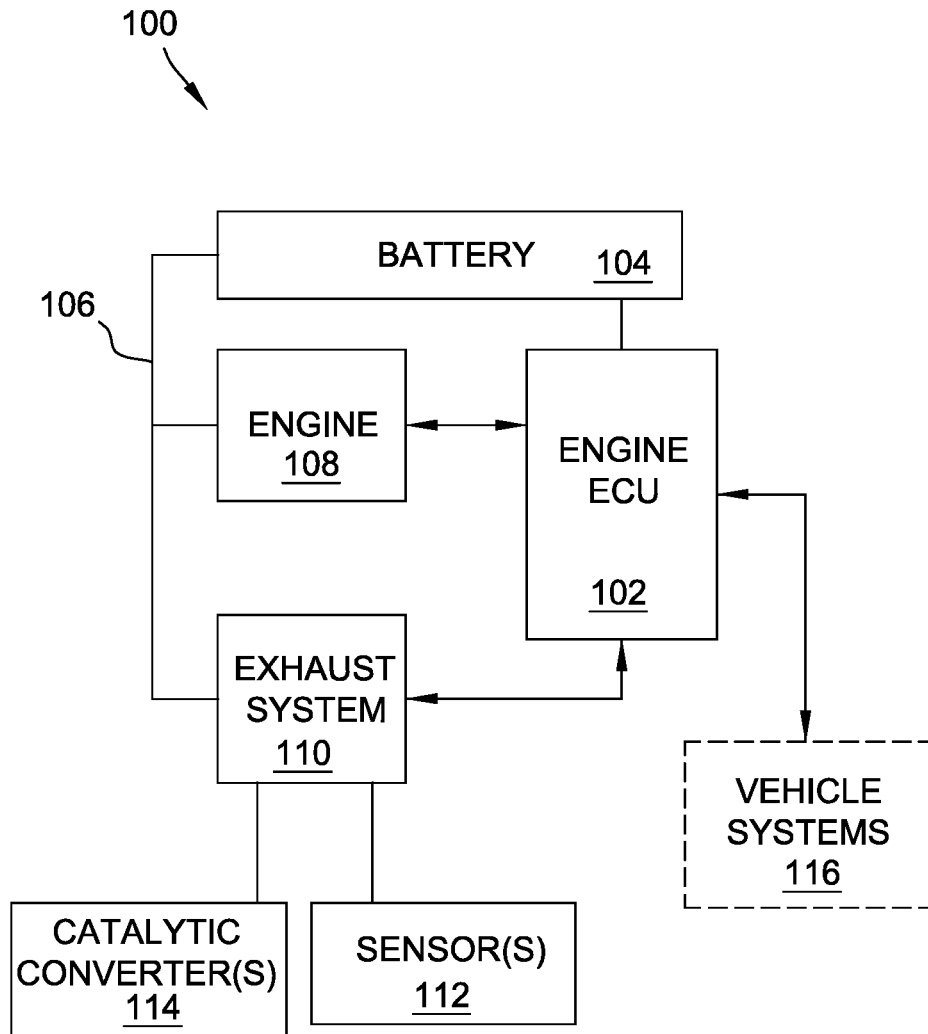 100
BATTERY 104
106
ENGINE
108
ENGINE
ECU
102
EXHAUST
SYSTEM
110
VEHICLE
SYSTEMS
116
CATALYTIC
CONVERTER(S)
114
SENSOR(S)
112